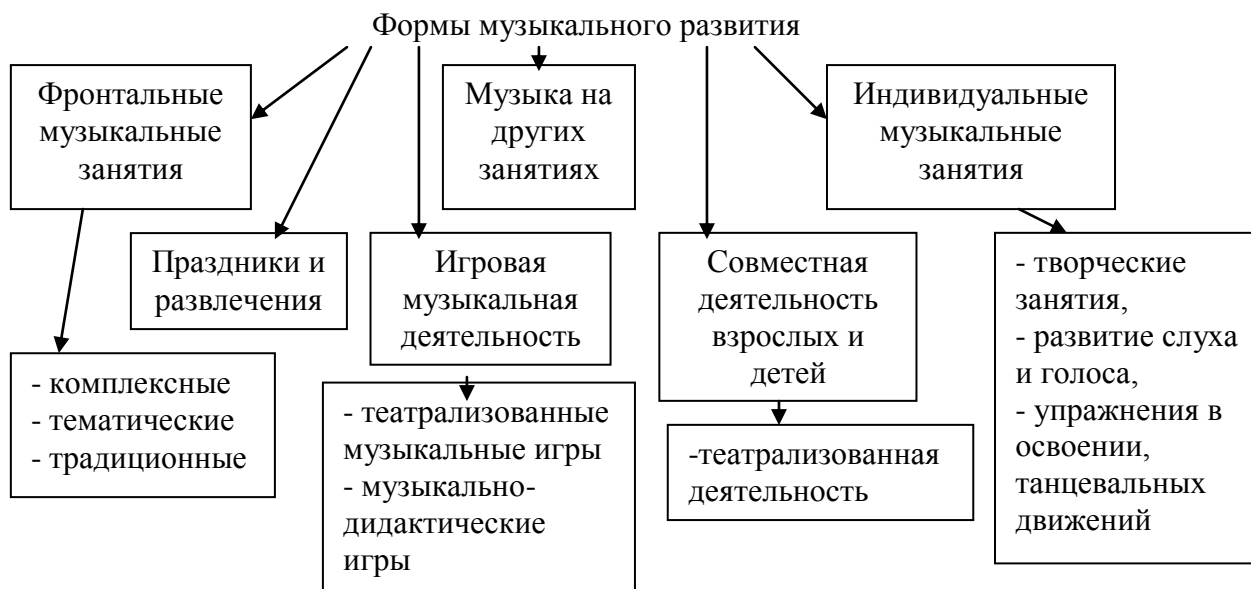 Формы музыкального развития
Фронтальные
музыкальные
занятия
Музыка на
других
занятиях
Индивидуальные
музыкальные
занятия
Праздники и
развлечения
Игровая
музыкальная
деятельность
Совместная
деятельность
взрослых и
детей
- творческие
занятия,
- развитие слуха
и голоса,
- упражнения в
освоении,
танцевальных
движений
- комплексные
- тематические
- традиционные
- театрализованные
музыкальные игры
- музыкально-
дидактические
игры
-театрализованная
деятельность